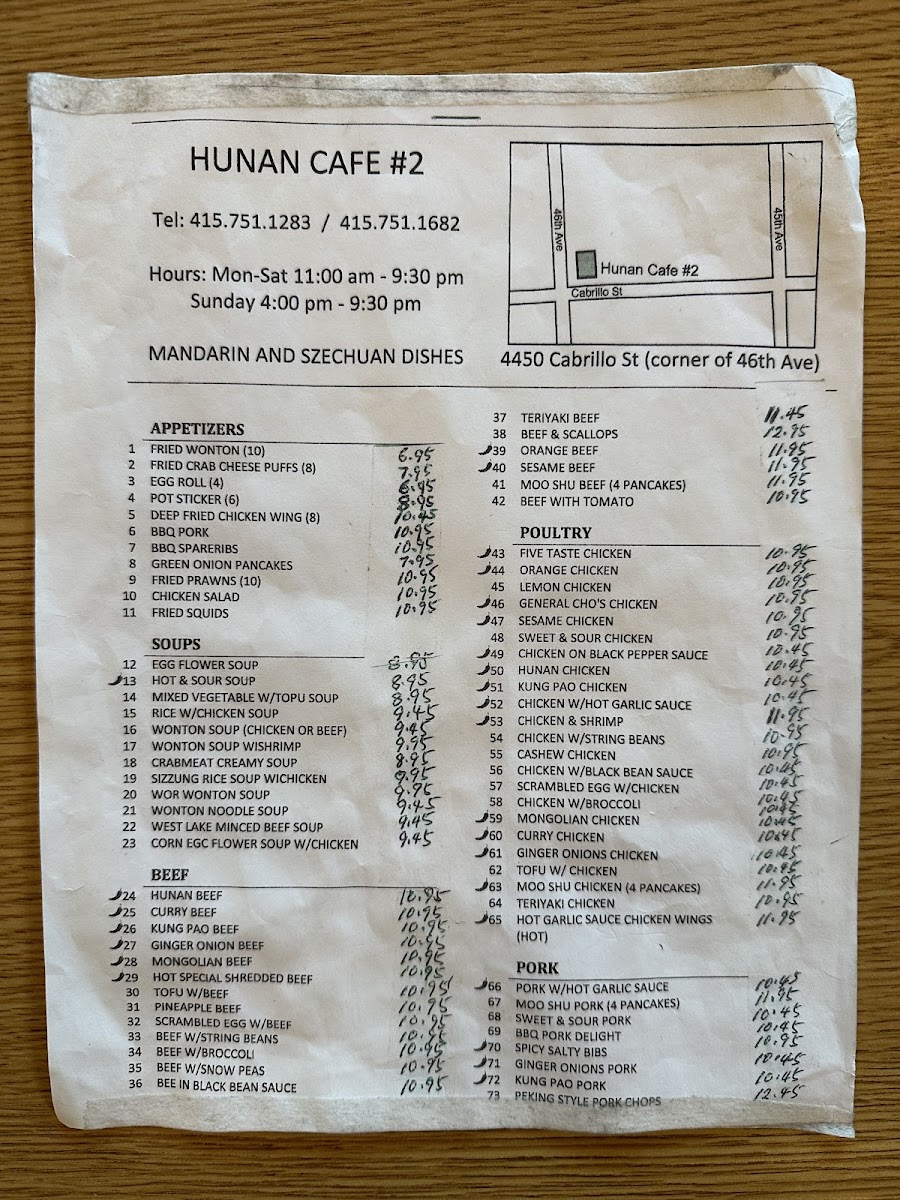 HUNAN CAFE #2
Tel: 415.751.1283 / 415.751.1682
Hours: Mon-Sat 11:00 am - 9:30 pm
Sunday 4:00 pm - 9:30 pm
MANDARIN AND SZECHUAN DISHES
46th Ave
45th Ave
Hunan Cafe #2
Cabrillo St
4450 Cabrillo St (corner of 46th Ave)
APPETIZERS
1 FRIED WONTON (10) 6.95
2 FRIED CRAB CHEESE PUFFS (8) 7.95
3 EGG ROLL (4) 6.45
4 POT STICKER (6) 8.95
5 DEEP FRIED CHICKEN WING (8) 10.45
6 BBQ PORK 10.95
7 BBQ SPARERIBS 10.95
8 GREEN ONION PANCAKES 7.95
9 FRIED PRAWNS (10) 10.95
10 CHICKEN SALAD 10.95
11 FRIED SQUIDS 10.95
SOUPS
12 EGG FLOWER SOUP 8.95
13 HOT & SOUR SOUP 8.95
14 MIXED VEGETABLE W/TOPU SOUP 8.95
15 RICE W/CHICKEN SOUP 9.45
16 WONTON SOUP (CHICKEN OR BEEF) 9.45
17 WONTON SOUP WISHRIMP 9.95
18 CRABMEAT CREAMY SOUP 8.95
19 SIZZUNG RICE SOUP WICHICKEN 9.95
20 WOR WONTON SOUP 9.95
21 WONTON NOODLE SOUP 9.45
22 WEST LAKE MINCED BEEF SOUP 9.45
23 CORN EGC FLOWER SOUP W/CHICKEN 9.45
BEEF
24 HUNAN BEEF 10.95
25 CURRY BEEF 10.95
26 KUNG PAO BEEF 10.95
27 GINGER ONION BEEF 10.95
28 MONGOLIAN BEEF 10.95
29 HOT SPECIAL SHREDDED BEEF 10.95
30 TOFU W/BEEF 10.95
31 PINEAPPLE BEEF 10.95
32 SCRAMBLED EGG W/BEEF 10.95
33 BEEF W/STRING BEANS 10.95
34 BEEF W/BROCCOLI 10.95
35 BEEF W/SNOW PEAS 10.95
36 BEE IN BLACK BEAN SAUCE 10.95
37 TERIYAKI BEEF 11.45
38 BEEF & SCALLOPS 12.95
39 ORANGE BEEF 11.95
40 SESAME BEEF 11.95
41 MOO SHU BEEF (4 PANCAKES) 11.95
42 BEEF WITH TOMATO 10.95
POULTRY
43 FIVE TASTE CHICKEN 10.95
44 ORANGE CHICKEN 10.95
45 LEMON CHICKEN 10.95
46 GENERAL CHO'S CHICKEN 10.95
47 SESAME CHICKEN 10.95
48 SWEET & SOUR CHICKEN 10.95
49 CHICKEN ON BLACK PEPPER SAUCE 10.45
50 HUNAN CHICKEN 10.45
51 KUNG PAO CHICKEN 10.45
52 CHICKEN W/HOT GARLIC SAUCE 10.45
53 CHICKEN & SHRIMP 11.95
54 CHICKEN W/STRING BEANS 10.95
55 CASHEW CHICKEN 10.95
56 CHICKEN W/BLACK BEAN SAUCE 10.45
57 SCRAMBLED EGG W/CHICKEN 10.45
58 CHICKEN W/BROCCOLI 10.45
59 MONGOLIAN CHICKEN 10.45
60 CURRY CHICKEN 10.45
61 GINGER ONIONS CHICKEN 10.45
62 TOFU W/ CHICKEN 10.45
63 MOO SHU CHICKEN (4 PANCAKES) 11.95
64 TERIYAKI CHICKEN 10.95
65 HOT GARLIC SAUCE CHICKEN WINGS 11.95
(HOT)
PORK
66 PORK W/HOT GARLIC SAUCE 10.45
67 MOO SHU PORK (4 PANCAKES) 11.95
68 SWEET & SOUR PORK 10.45
69 BBQ PORK DELIGHT 10.45
70 SPICY SALTY BIBS 10.95
71 GINGER ONIONS PORK 10.45
72 KUNG PAO PORK 10.45
73 PEKING STYLE PORK CHOPS 12.45